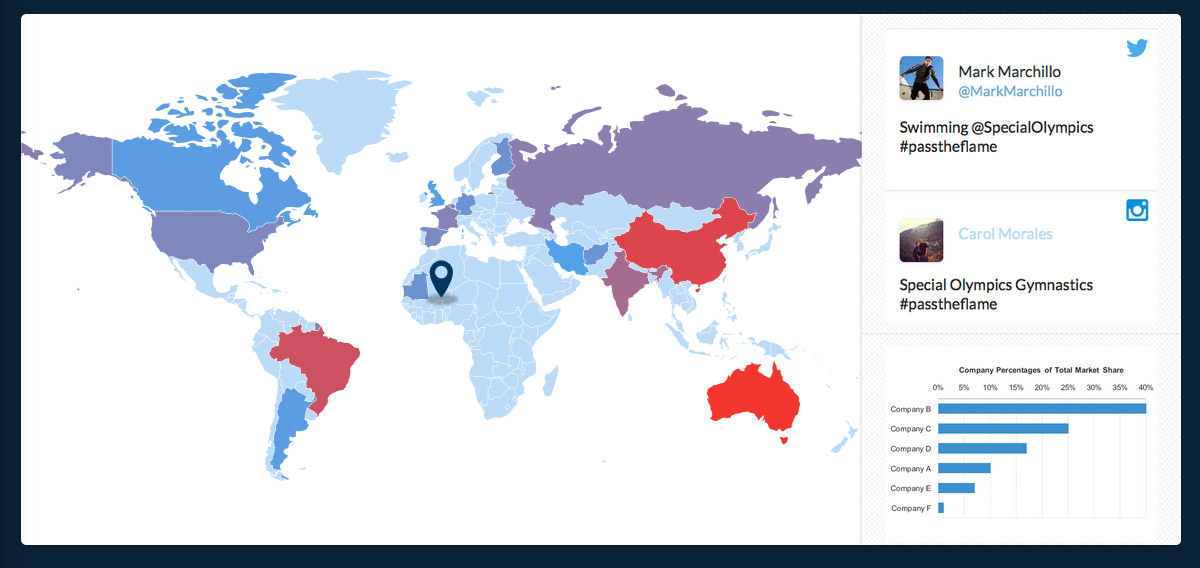 Mark Marchillo
@MarkMarchillo
Swimming @SpecialOlympics
#passtheflame
Carol Morales
Special Olympics Gymnastics
#passtheflame
Company Percentages of Total Market Share
0% 5% 10% 15% 20% 25% 30% 35% 40%
Company B
Company C
Company D
Company A
Company E
Company F